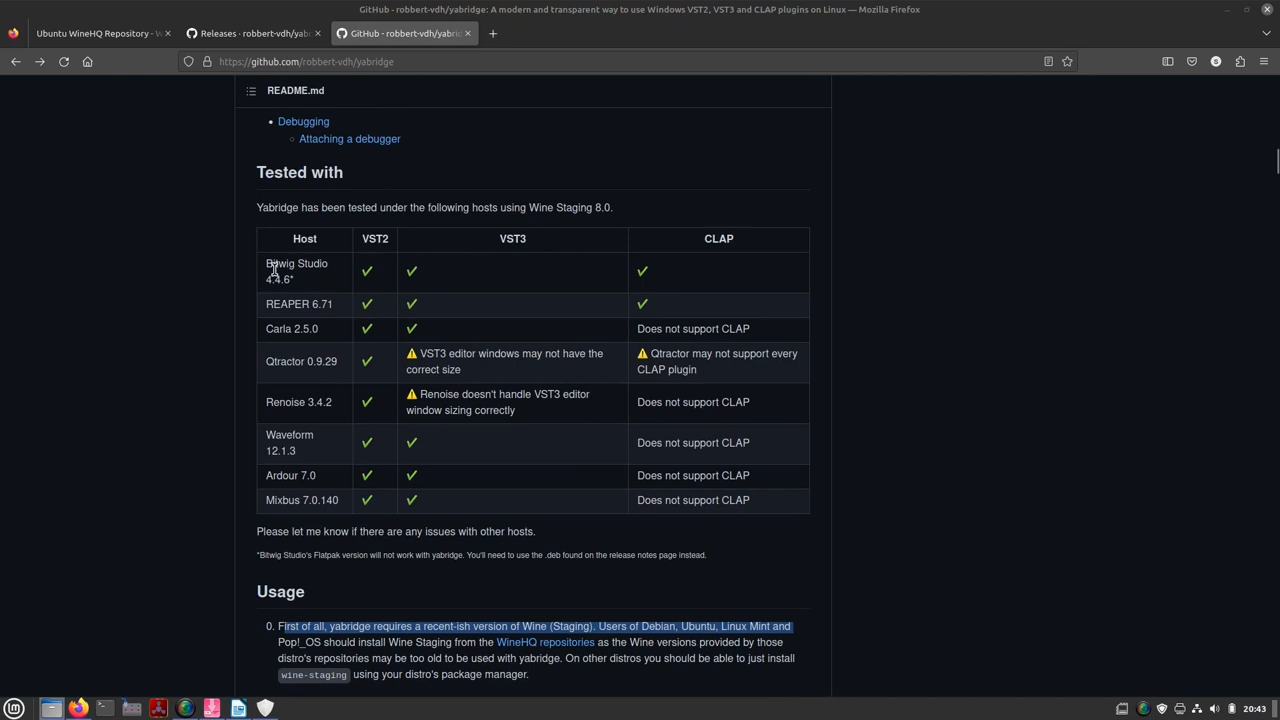 GitHub - robbert-vdh/yabridge: A modern and transparent way to use Windows VST2, VST3 and CLAP plugins on Linux — Mozilla Firefox
Ubuntu WineHQ Repository - W
Releases · robbert-vdh/yab
GitHub - robbert-vdh/yabrid
https://github.com/robbert-vdh/yabridge
S
README.md
Debugging
Attaching a debugger
Tested with
Yabridge has been tested under the following hosts using Wine Staging 8.0.
Host VST2 VST3 CLAP
Bitwig Studio
4.4.6*
REAPER 6.71
Carla 2.5.0 Does not support CLAP
Qtractor 0.9.29 VST3 editor windows may not have the Qtractor may not support every
correct size CLAP plugin
Renoise 3.4.2 Renoise doesn't handle VST3 editor Does not support CLAP
window sizing correctly
Waveform
12.1.3 Does not support CLAP
Ardour 7.0 Does not support CLAP
Mixbus 7.0.140 Does not support CLAP
Please let me know if there are any issues with other hosts.
*Bitwig Studio's Flatpak version will not work with yabridge. You'll need to use the .deb found on the release notes page instead.
Usage
0. First of all, yabridge requires a recent-ish version of Wine (Staging). Users of Debian, Ubuntu, Linux Mint and
Pop!_OS should install Wine Staging from the WineHQ repositories as the Wine versions provided by those
distro's repositories may be too old to be used with yabridge. On other distros you should be able to just install
wine-staging using your distro's package manager.
20:43